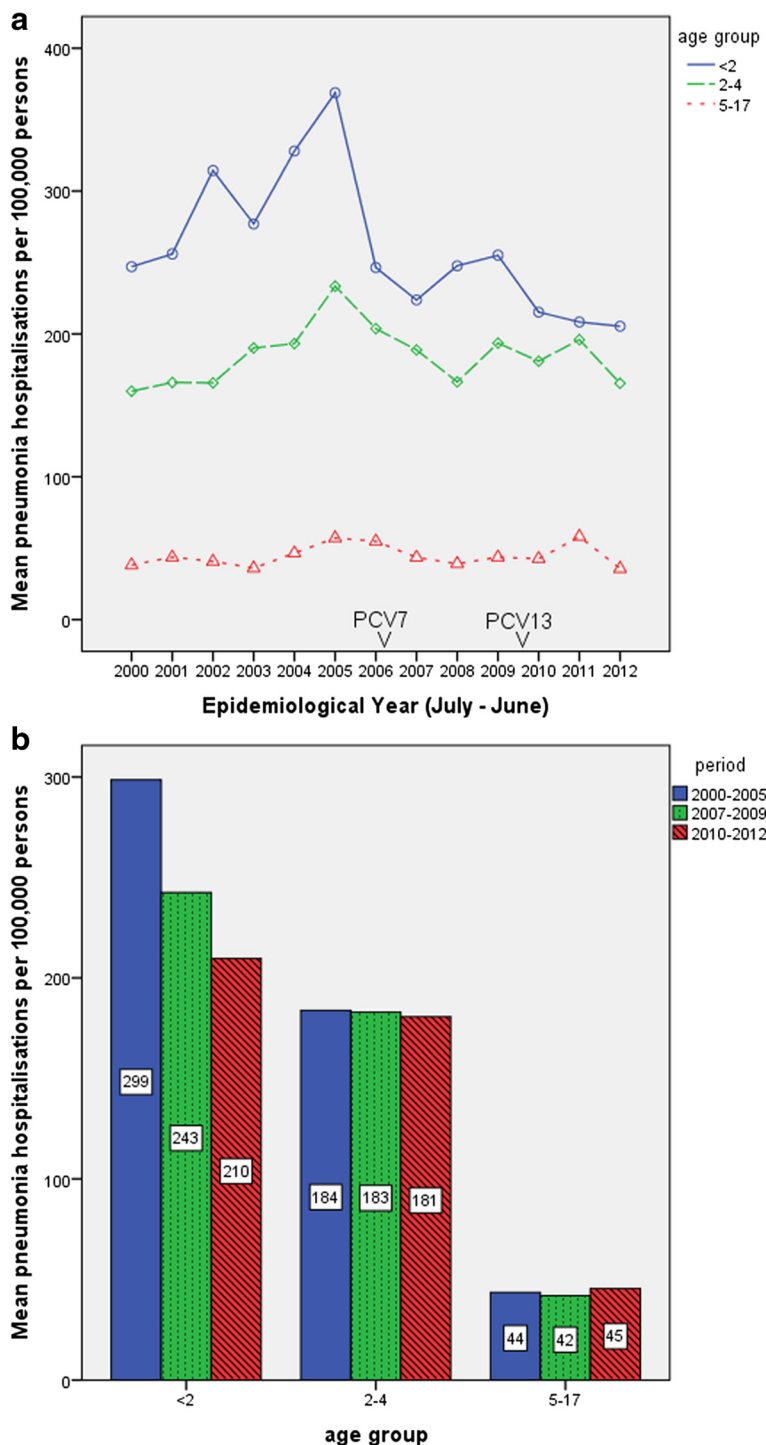 a
Mean pneumonia hospitalisations per 100,000 persons
400
300
200
100
0
age group
<2
2-4
5-17
PCV7
PCV13
2000 2001 2002 2003 2004 2005 2006 2007 2008 2009 2010 2011 2012
Epidemiological Year (July - June)
b
Mean pneumonia hospitalisations per 100,000 persons
300
200
100
0
period
2000-2005
2007-2009
2010-2012
299
243
210
184
183
181
44
42
45
<2 2-4 5-17
age group